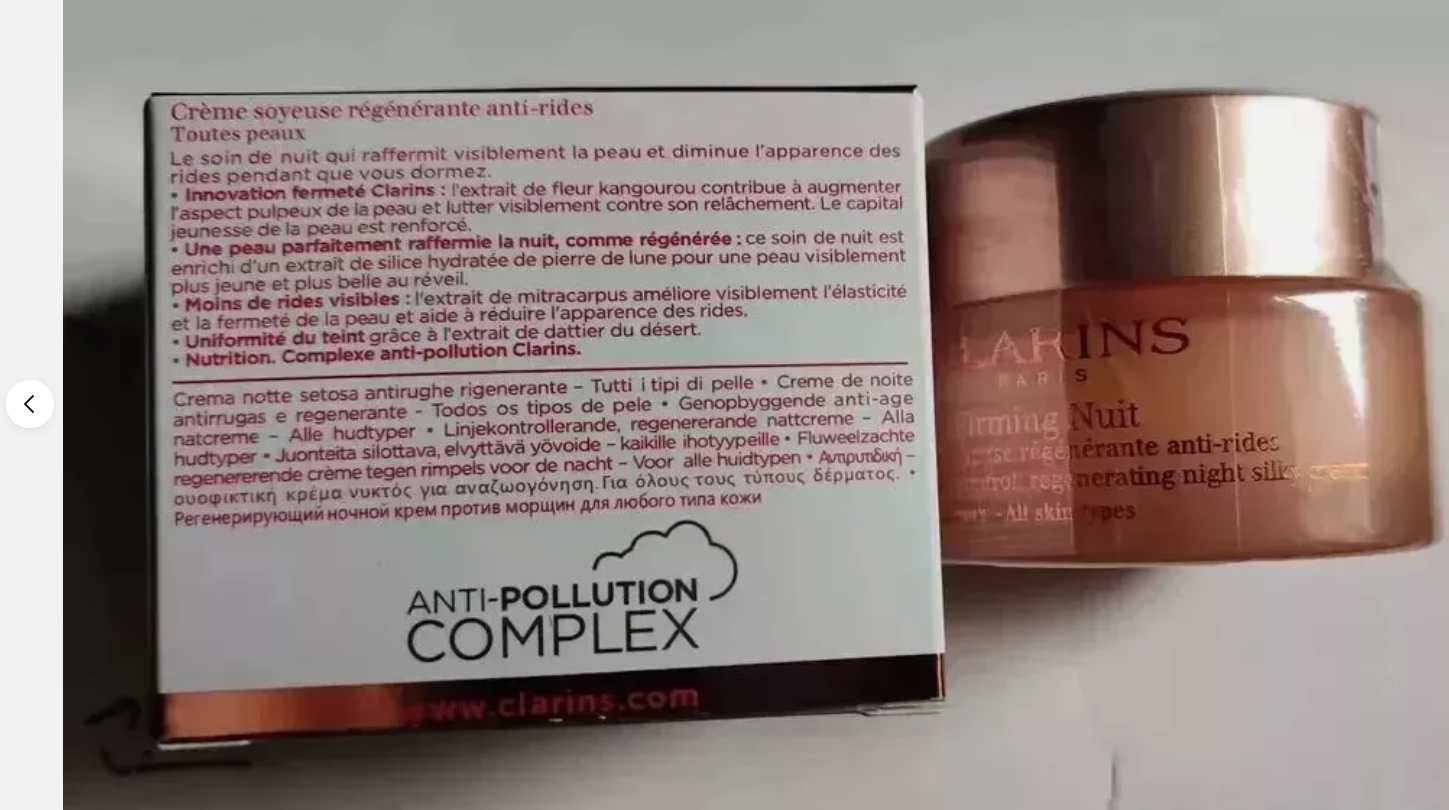 Crème soyeuse régénérante anti-rides
Toutes peaux
Le soin de nuit qui raffermit visiblement la peau et diminue l'apparence des
rides pendant que vous dormez.
• Innovation fermeté Clarins : l'extrait de fleur kangourou contribue à augmenter
l'aspect pulpeux de la peau et lutter visiblement contre son relâchement. Le capital
jeunesse de la peau est renforcé.
• Une peau parfaitement raffermie la nuit, comme régénérée : ce soin de nuit est
enrichi d'un extrait de silice hydratée de pierre de lune pour une peau visiblement
plus jeune et plus belle au réveil.
• Moins de rides visibles : l'extrait de mitracarpus améliore visiblement l'élasticité
et la fermeté de la peau et aide à réduire l'apparence des rides.
• Uniformité du teint grâce à l'extrait de dattier du désert.
• Nutrition. Complexe anti-pollution Clarins.
Crema notte setosa antirughe rigenerante – Tutti i tipi di pelle • Creme de noite
antirrugas e regenerante - Todos os tipos de pele • Genopbyggende anti-age
natcreme – Alle hudtyper • Linjekontrollerande, regenererande nattcreme – Alla
hudtyper • Juonteita silottava, elvyttävä yövoide – kaikille ihotyypeille • Fluweelzachte
regenererende crème tegen rimpels voor de nacht – Voor alle huidtypen • Αντιρυτιδική –
συσφικτική κρέμα νυκτός για αναζωογόνηση. Για όλους τους τύπους δέρματος. •
Регенерирующий ночной крем против морщин для любого типа кожи
ANTI-POLLUTION
COMPLEX
www.clarins.com
CLARINS
PARIS
Firming Nuit
régénérante anti-rides
control, regenerating night silky cream
All skin types